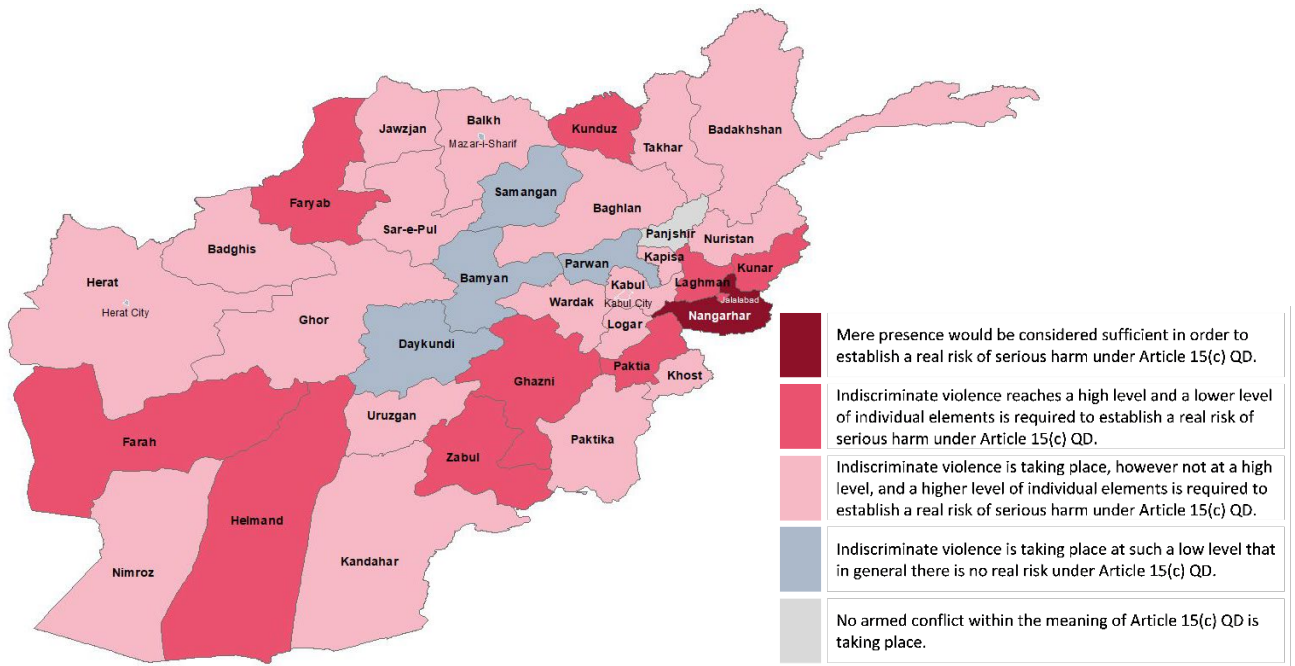 Jawzjan
Balkh
Mazar-i-Sharif
Kunduz
Takhar
Badakhshan
Samangan
Faryab
Baghlan
Sar-e-Pul
Panjshir
Nuristan
Badghis
Kapisa
Parwan
Kunar
Herat
Bamyan
Laghman
Kabul
Jalalabad
Herat City
Wardak
Kabul City
Ghor
Nangarhar
Logar
Daykundi
Paktia
Khost
Ghazni
Uruzgan
Farah
Paktika
Zabul
Helmand
Kandahar
Nimroz
Mere presence would be considered sufficient in order to
establish a real risk of serious harm under Article 15(c) QD.
Indiscriminate violence reaches a high level and a lower level
of individual elements is required to establish a real risk of
serious harm under Article 15(c) QD.
Indiscriminate violence is taking place, however not at a high
level, and a higher level of individual elements is required to
establish a real risk of serious harm under Article 15(c) QD.
Indiscriminate violence is taking place at such a low level that
in general there is no real risk under Article 15(c) QD.
No armed conflict within the meaning of Article 15(c) QD is
taking place.